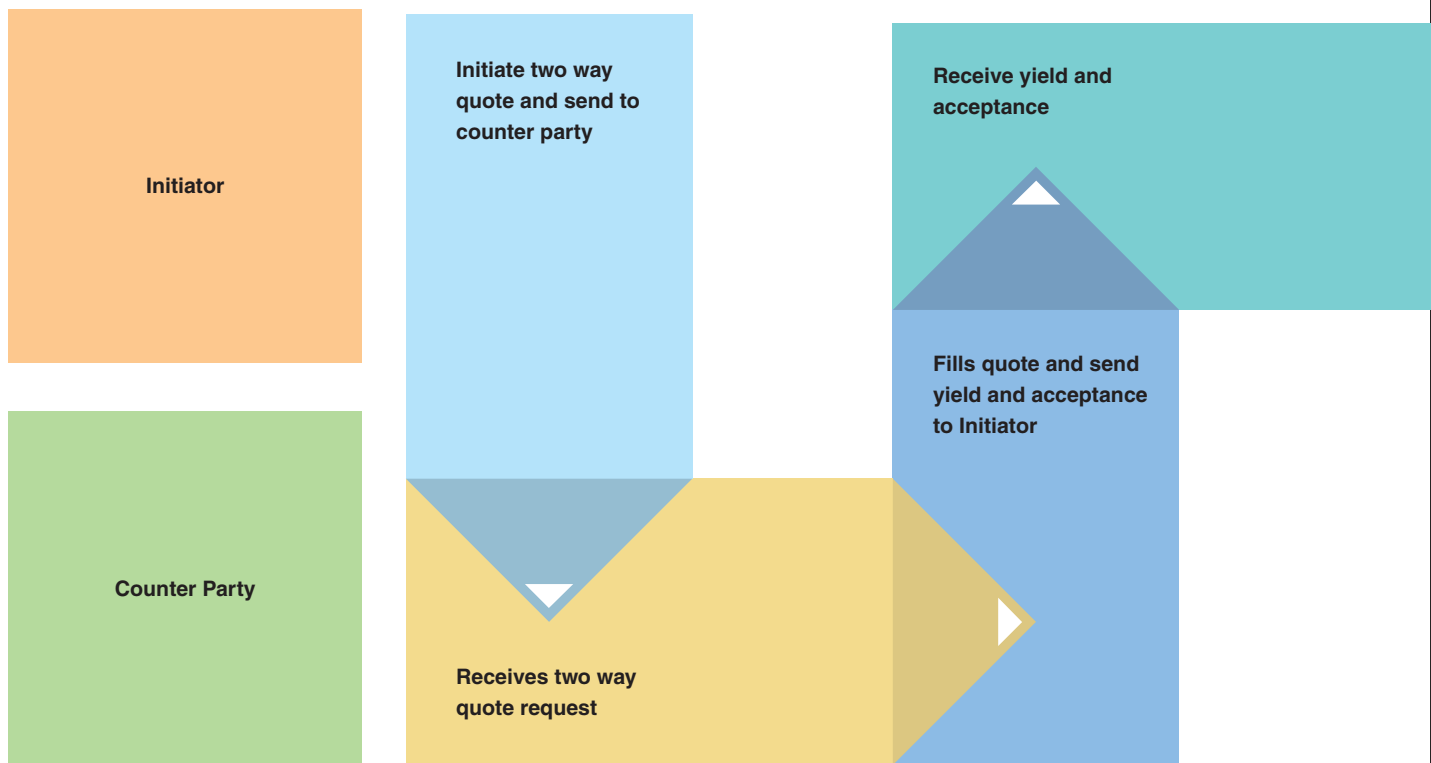 Initiator
Initiate two way
quote and send to
counter party
Receive yield and
acceptance
Fills quote and send
yield and acceptance
to Initiator
Counter Party
Receives two way
quote request